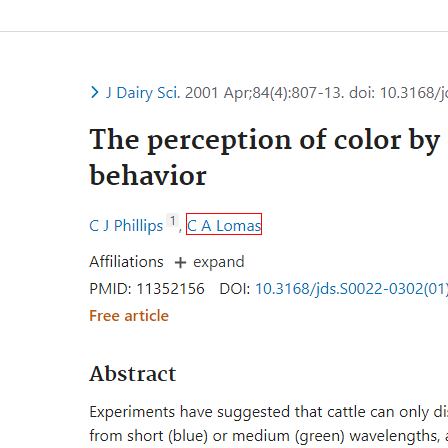 J Dairy Sci. 2001 Apr;84(4):807-13. doi: 10.3168/j
The perception of color by
behavior
C J Phillips 1, C A Lomas
Affiliations + expand
PMID: 11352156 DOI: 10.3168/jds.S0022-0302(01)
Free article
Abstract
Experiments have suggested that cattle can only di
from short (blue) or medium (green) wavelengths,